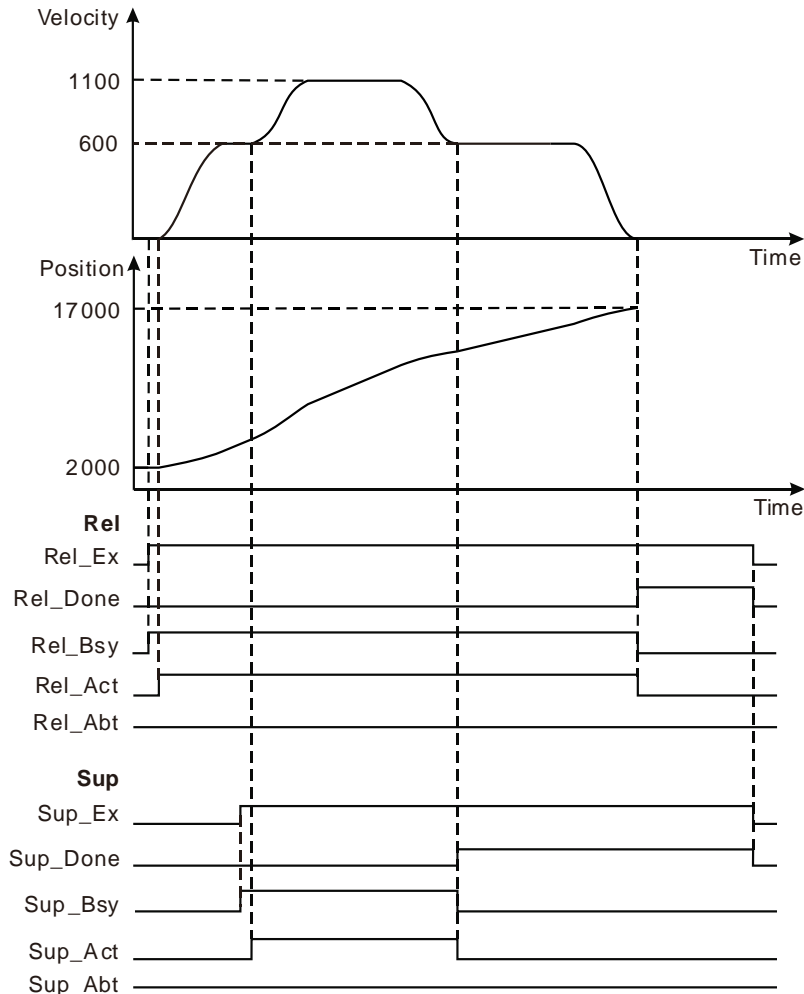 Velocity
1100
600
Time
Position
17000
2000
Time
Rel
Rel_Ex
Rel_Done
Rel_Bsy
Rel_Act
Rel_Abt
Sup
Sup_Ex
Sup_Done
Sup_Bsy
Sup_Act
Sup_Abt